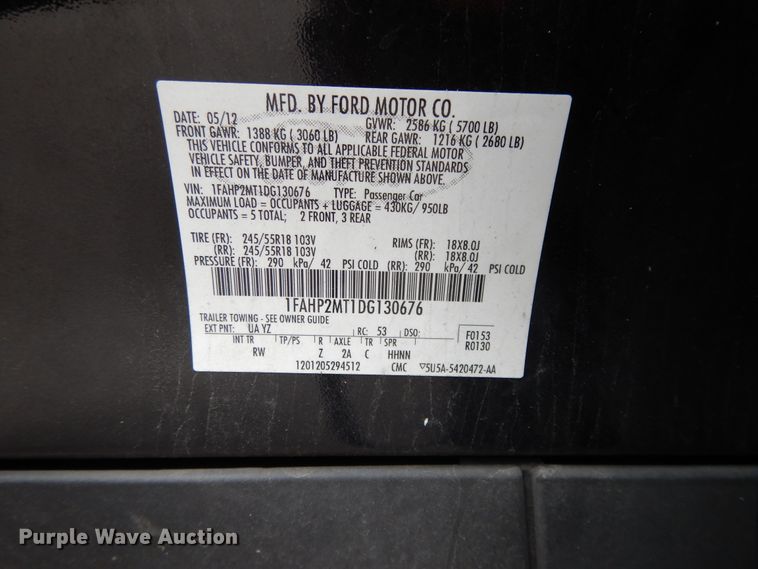 MFD. BY FORD MOTOR CO.
DATE: 05/12 GVWR: 2586 KG ( 5700 LB)
FRONT GAWR: 1388 KG ( 3060 LB) REAR GAWR: 1216 KG ( 2680 LB)
THIS VEHICLE CONFORMS TO ALL APPLICABLE FEDERAL MOTOR
VEHICLE SAFETY, BUMPER, AND THEFT PREVENTION STANDARDS
IN EFFECT ON THE DATE OF MANUFACTURE SHOWN ABOVE.
VIN: 1FAHP2MT1DG130676 TYPE: Passenger Car
MAXIMUM LOAD = OCCUPANTS + LUGGAGE = 430KG/ 950LB
OCCUPANTS = 5 TOTAL; 2 FRONT, 3 REAR
TIRE (FR): 245/55R18 103V RIMS (FR): 18X8.0J
(RR): 245/55R18 103V (RR): 18X8.0J
PRESSURE (FR): 290 kPa/ 42 PSI COLD (RR): 290 kPa/ 42 PSI COLD
1FAHP2MT1DG130676
TRAILER TOWING - SEE OWNER GUIDE
EXT PNT: UA YZ RC: 53 DSO: F0153
INT TR TP/PS R AXLE TR SPR R0130
RW Z 2A C HHNN
1201205294512 CMC ▽5U5A-5420472-AA
Purple Wave Auction